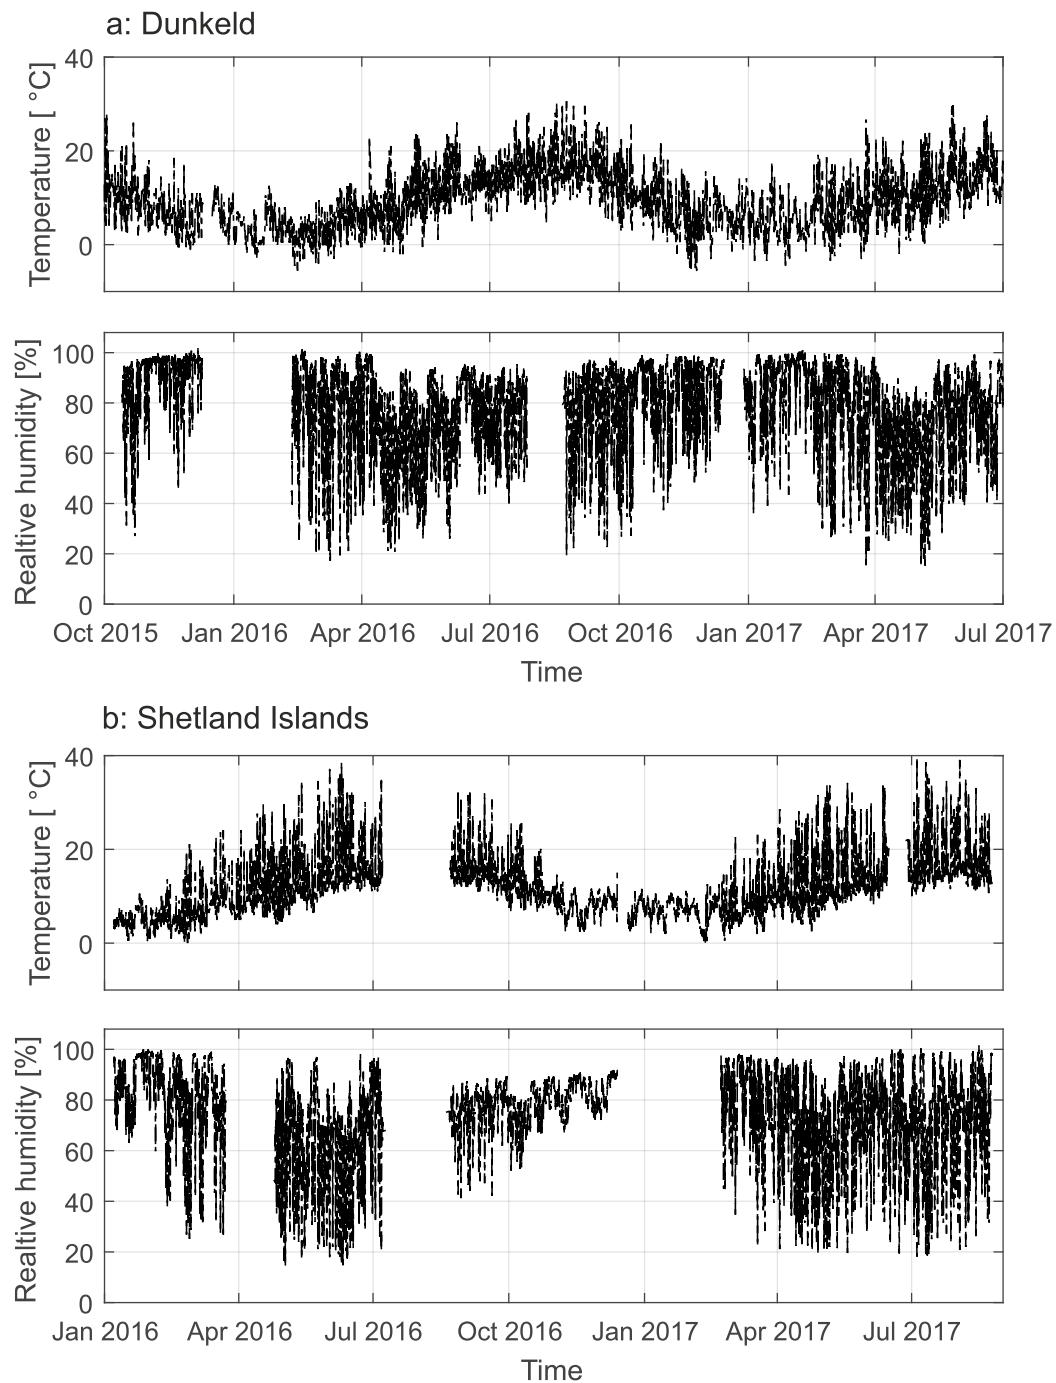 a: Dunkeld
Temperature [ °C]
40
20
0
Realtive humidity [%]
100
80
60
40
20
0
Oct 2015 Jan 2016 Apr 2016 Jul 2016 Oct 2016 Jan 2017 Apr 2017 Jul 2017
Time
b: Shetland Islands
Temperature [ °C]
40
20
0
Realtive humidity [%]
100
80
60
40
20
0
Jan 2016 Apr 2016 Jul 2016 Oct 2016 Jan 2017 Apr 2017 Jul 2017
Time